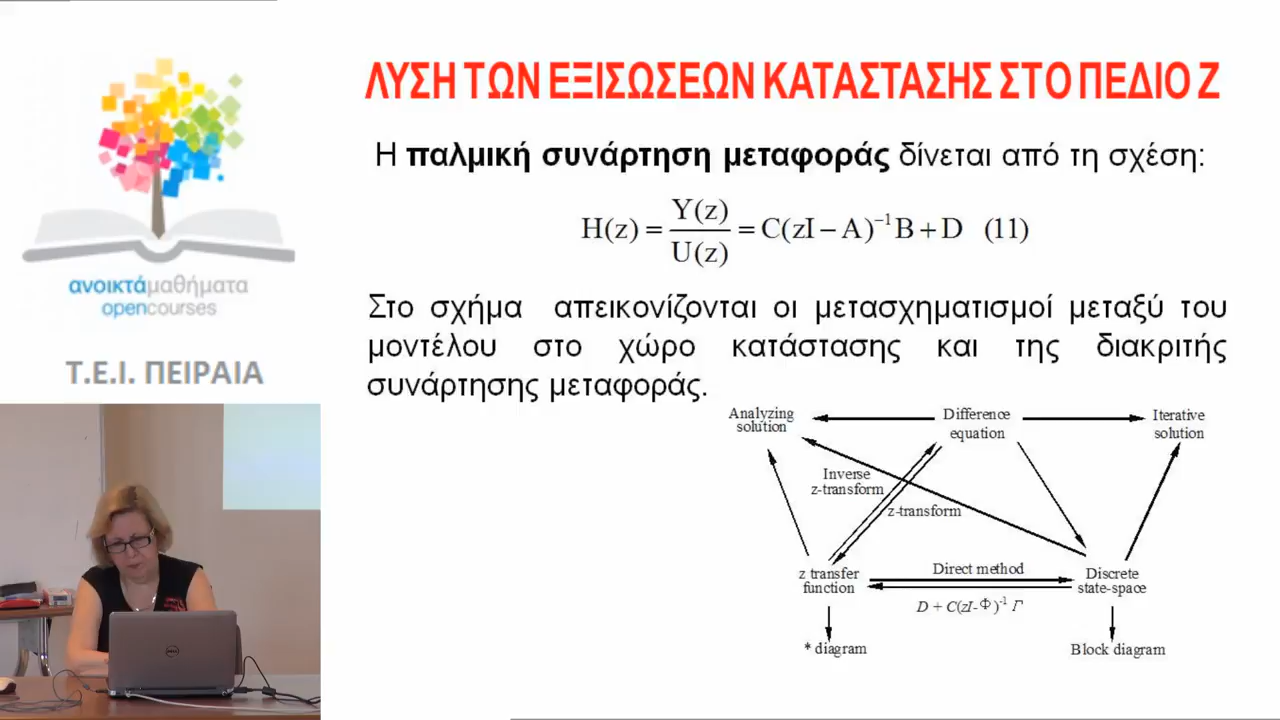 ΛΥΣΗ ΤΩΝ ΕΞΙΣΩΣΕΩΝ ΚΑΤΑΣΤΑΣΗΣ ΣΤΟ ΠΕΔΙΟ Ζ
Η παλμική συνάρτηση μεταφοράς δίνεται από τη σχέση:
H(z) = Y(z) / U(z) = C(zI − A)⁻¹B + D (11)
Στο σχήμα απεικονίζονται οι μετασχηματισμοί μεταξύ του
μοντέλου στο χώρο κατάστασης και της διακριτής
συνάρτησης μεταφοράς.
ανοικτάμαθήματα
opencourses
Τ.Ε.Ι. ΠΕΙΡΑΙΑ
Analyzing
solution
Difference
equation
Iterative
solution
Inverse
z-transform
z-transform
z transfer
function
Direct method
D + C(zI-Φ)⁻¹ Γ
Discrete
state-space
* diagram
Block diagram
DELL